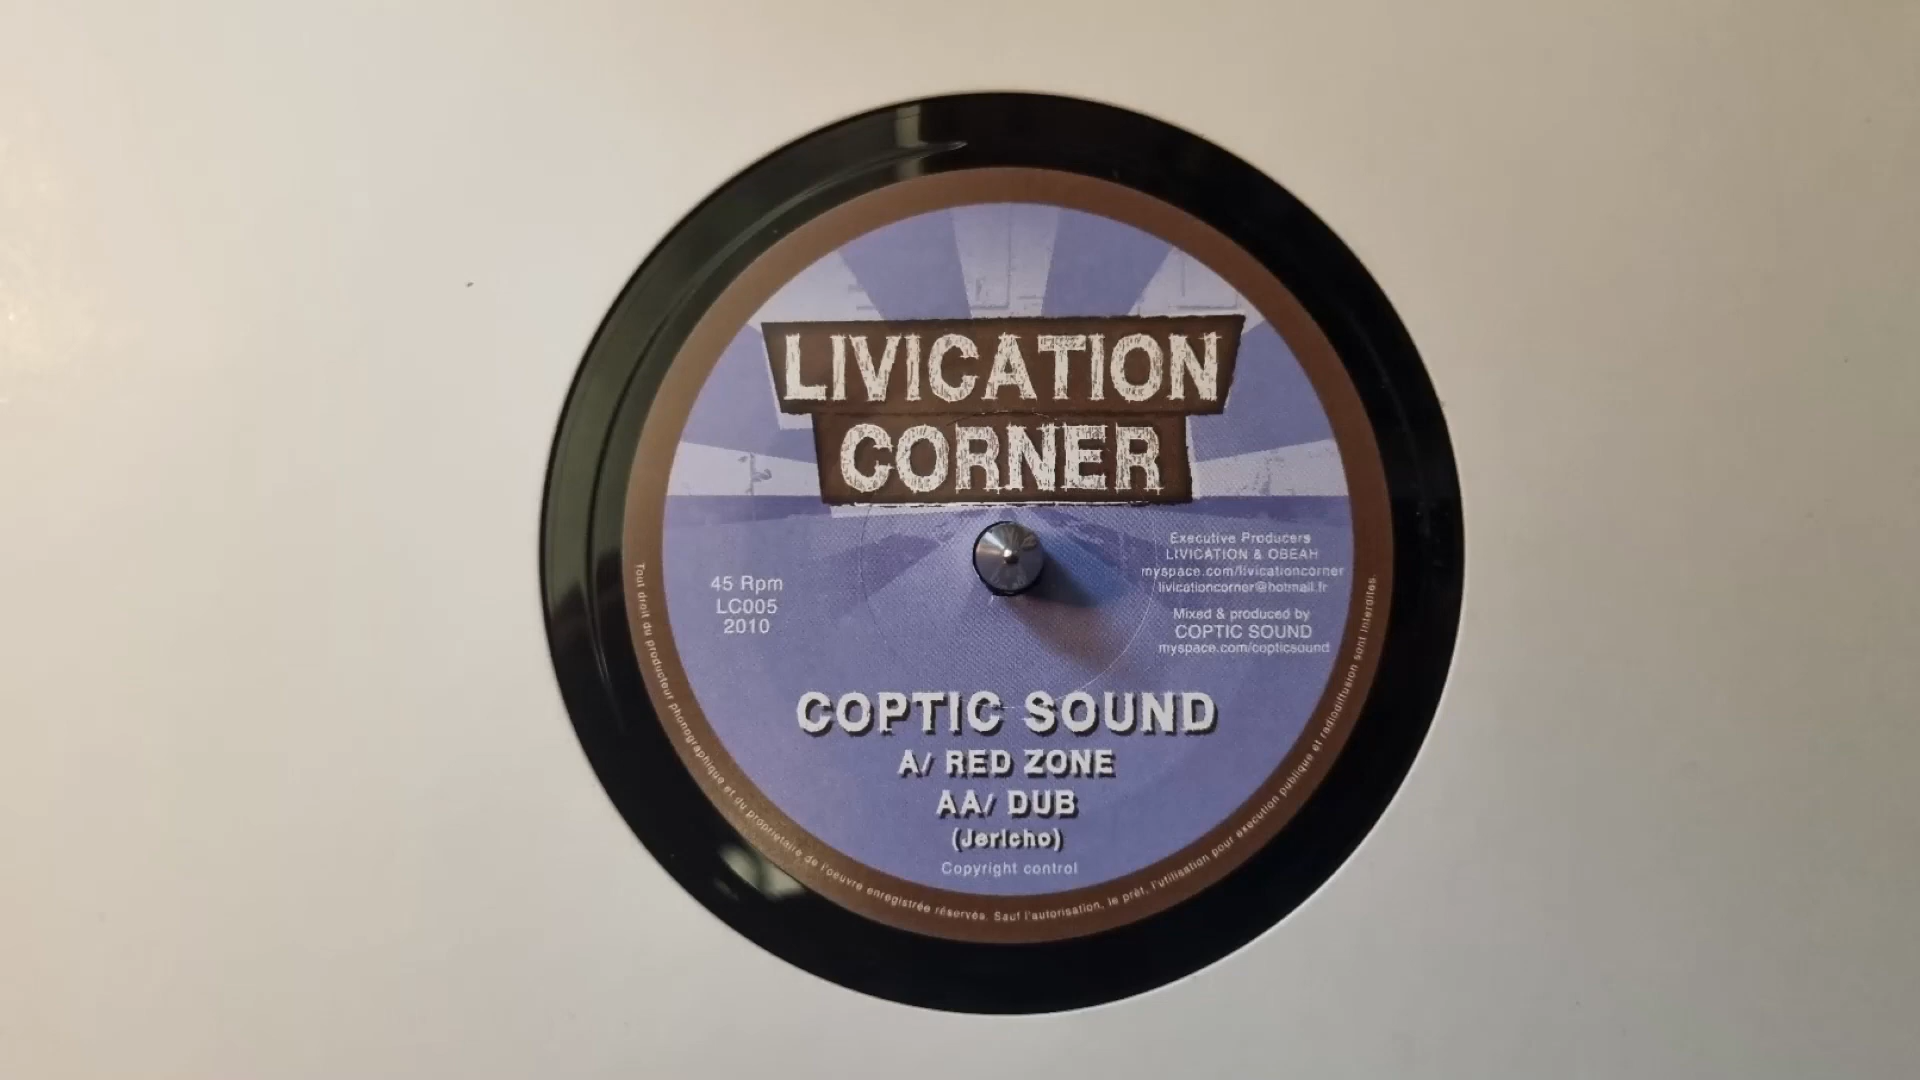 LIVICATION
CORNER
Executive Producers
LIVICATION & OBEAH
myspace.com/livicationcorner
livicationcorner@hotmail.fr
Mixed & produced by
COPTIC SOUND
myspace.com/copticsound
45 Rpm
LC005
2010
COPTIC SOUND
A/ RED ZONE
AA/ DUB
(Jericho)
Copyright control
Tout droit du producteur phonographique et du propriétaire de l'oeuvre enregistrée réservés. Sauf l'autorisation, le prêt, l'utilisation pour execution publique et radiodiffusion sont interdites.